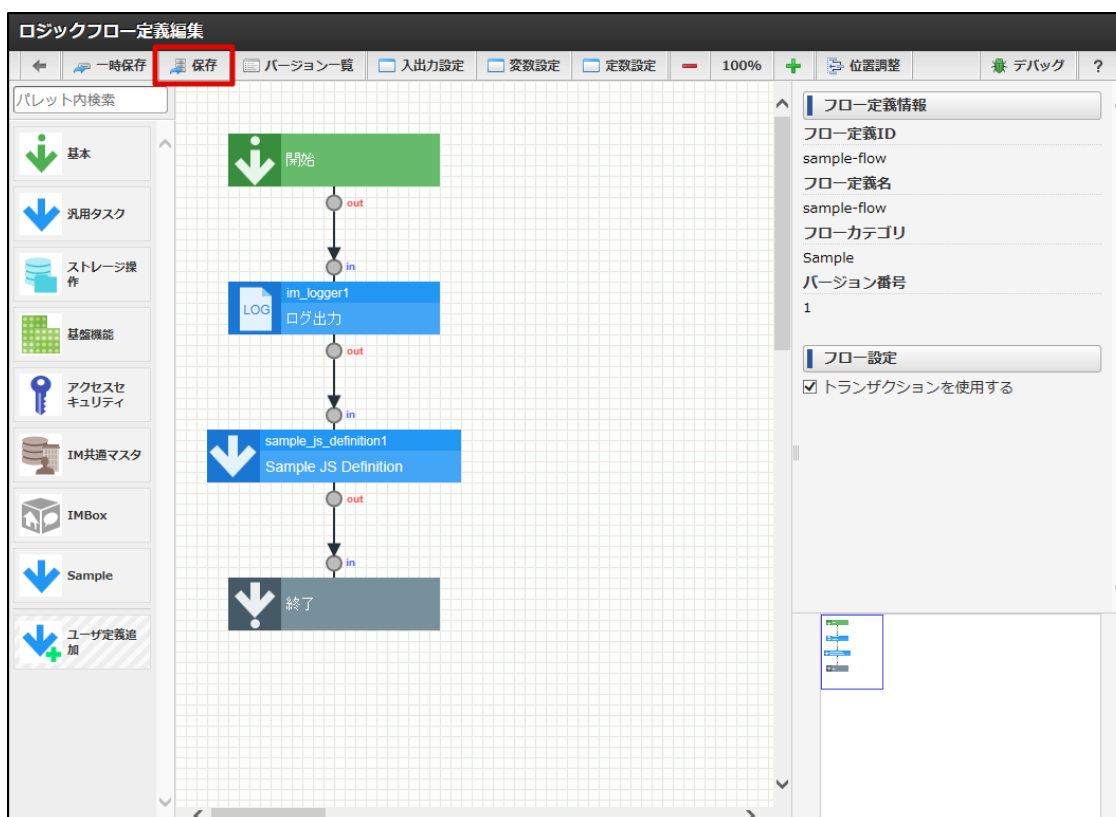 ロジックフロー定義編集
一時保存 保存 バージョン一覧 入出力設定 変数設定 定数設定 100% 位置調整 デバッグ ?
パレット内検索
基本
汎用タスク
ストレージ操
作
基盤機能
アクセスセ
キュリティ
IM共通マスタ
IMBox
Sample
ユーザ定義追
加
開始
out
in
im_logger1
LOG
ログ出力
out
in
sample_js_definition1
Sample JS Definition
out
in
終了
フロー定義情報
フロー定義ID
sample-flow
フロー定義名
sample-flow
フローカテゴリ
Sample
バージョン番号
1
フロー設定
トランザクションを使用する